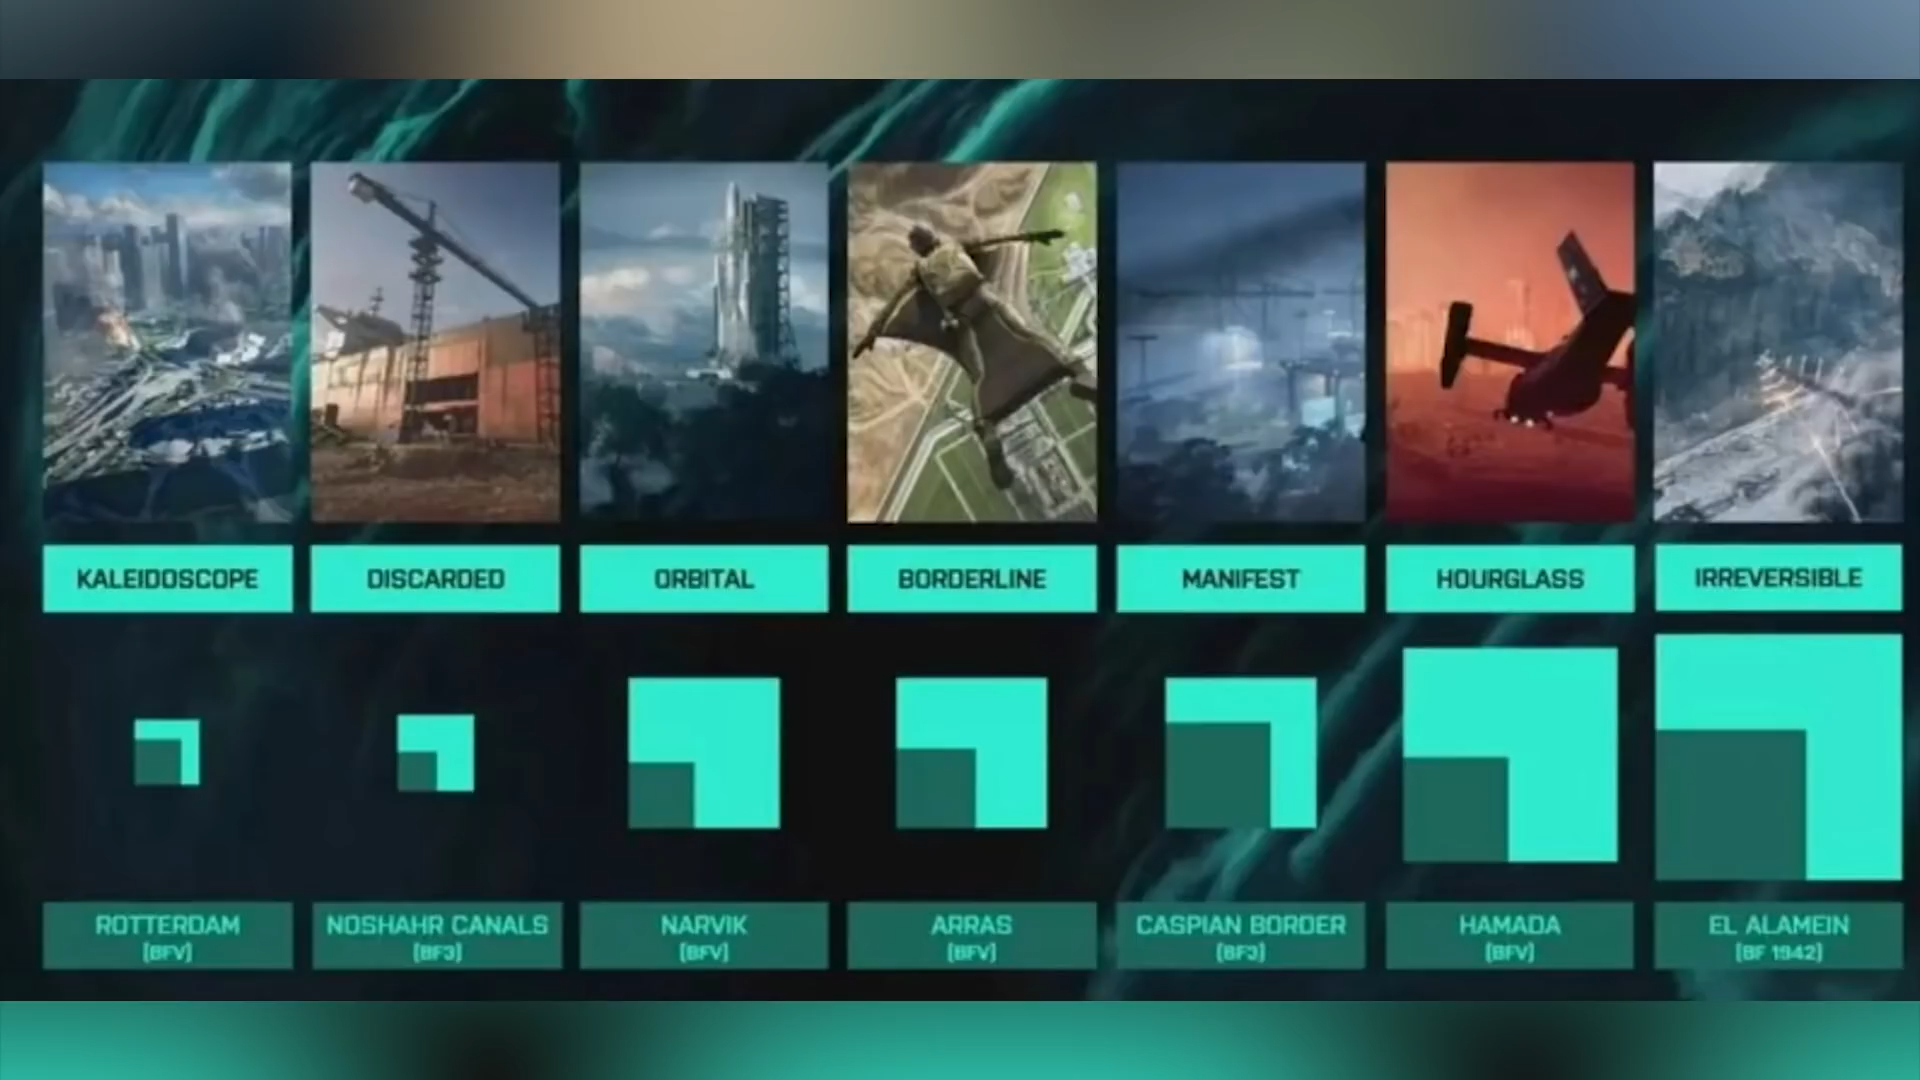 KALEIDOSCOPE
DISCARDED
ORBITAL
BORDERLINE
MANIFEST
HOURGLASS
IRREVERSIBLE
ROTTERDAM
[BFV]
NOSHAHR CANALS
[BF3]
NARVIK
[BFV]
ARRAS
[BFV]
CASPIAN BORDER
[BF3]
HAMADA
[BFV]
EL ALAMEIN
[BF 1942]